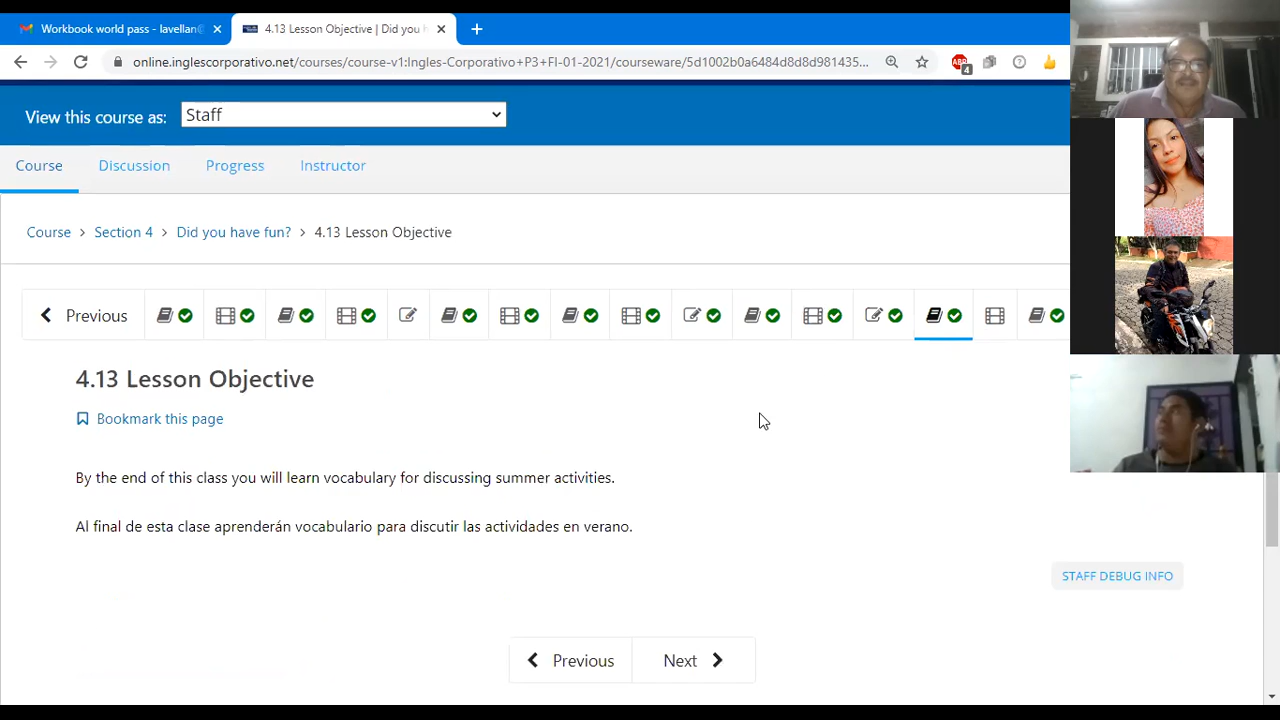 Workbook world pass - lavellan@
4.13 Lesson Objective | Did you h
online.inglescorporativo.net/courses/course-v1:Ingles-Corporativo+P3+FI-01-2021/courseware/5d1002b0a6484d8d8d981435...
4
View this course as: Staff
Course Discussion Progress Instructor
Course > Section 4 > Did you have fun? > 4.13 Lesson Objective
Previous
4.13 Lesson Objective
Bookmark this page
By the end of this class you will learn vocabulary for discussing summer activities.
Al final de esta clase aprenderán vocabulario para discutir las actividades en verano.
STAFF DEBUG INFO
Previous Next